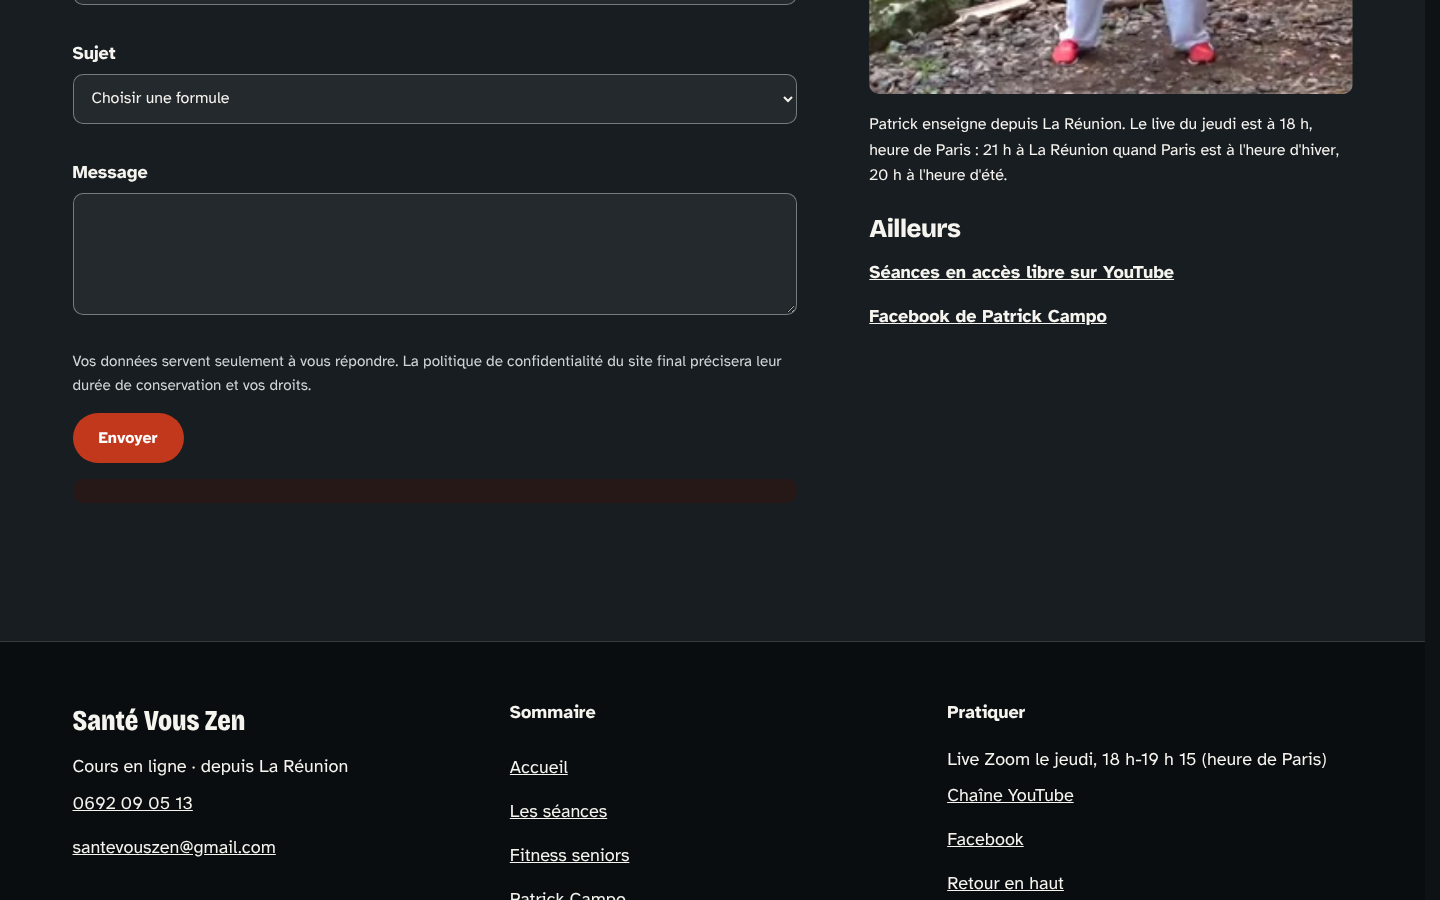 Sujet
Choisir une formule
Message
Vos données servent seulement à vous répondre. La politique de confidentialité du site final précisera leur
durée de conservation et vos droits.
Envoyer
Patrick enseigne depuis La Réunion. Le live du jeudi est à 18 h,
heure de Paris : 21 h à La Réunion quand Paris est à l'heure d'hiver,
20 h à l'heure d'été.
Ailleurs
Séances en accès libre sur YouTube
Facebook de Patrick Campo
Santé Vous Zen
Cours en ligne · depuis La Réunion
0692 09 05 13
santevouszen@gmail.com
Sommaire
Accueil
Les séances
Fitness seniors
Patrick Campo
Pratiquer
Live Zoom le jeudi, 18 h-19 h 15 (heure de Paris)
Chaîne YouTube
Facebook
Retour en haut